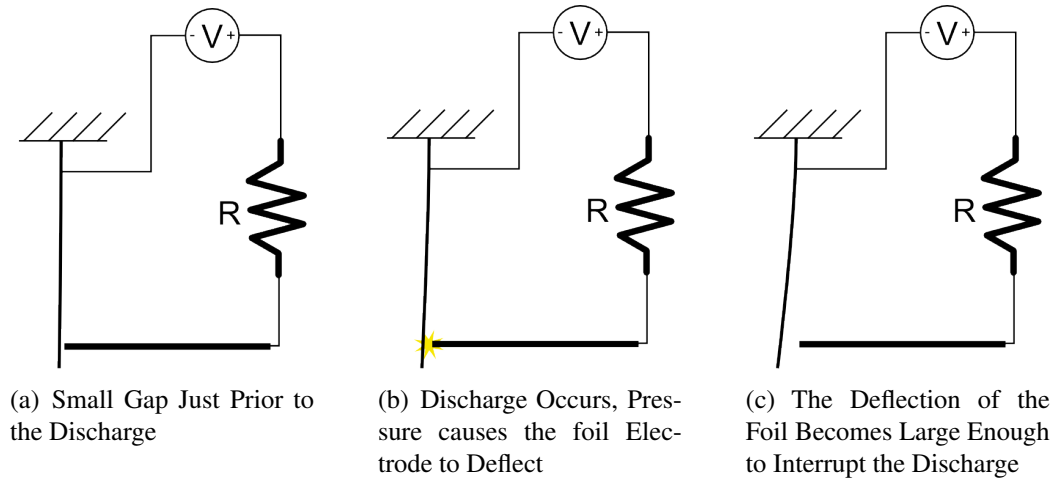 - V +
- V +
- V +
R
R
R
(a) Small Gap Just Prior to
the Discharge
(b) Discharge Occurs, Pres-
sure causes the foil Elec-
trode to Deflect
(c) The Deflection of the
Foil Becomes Large Enough
to Interrupt the Discharge